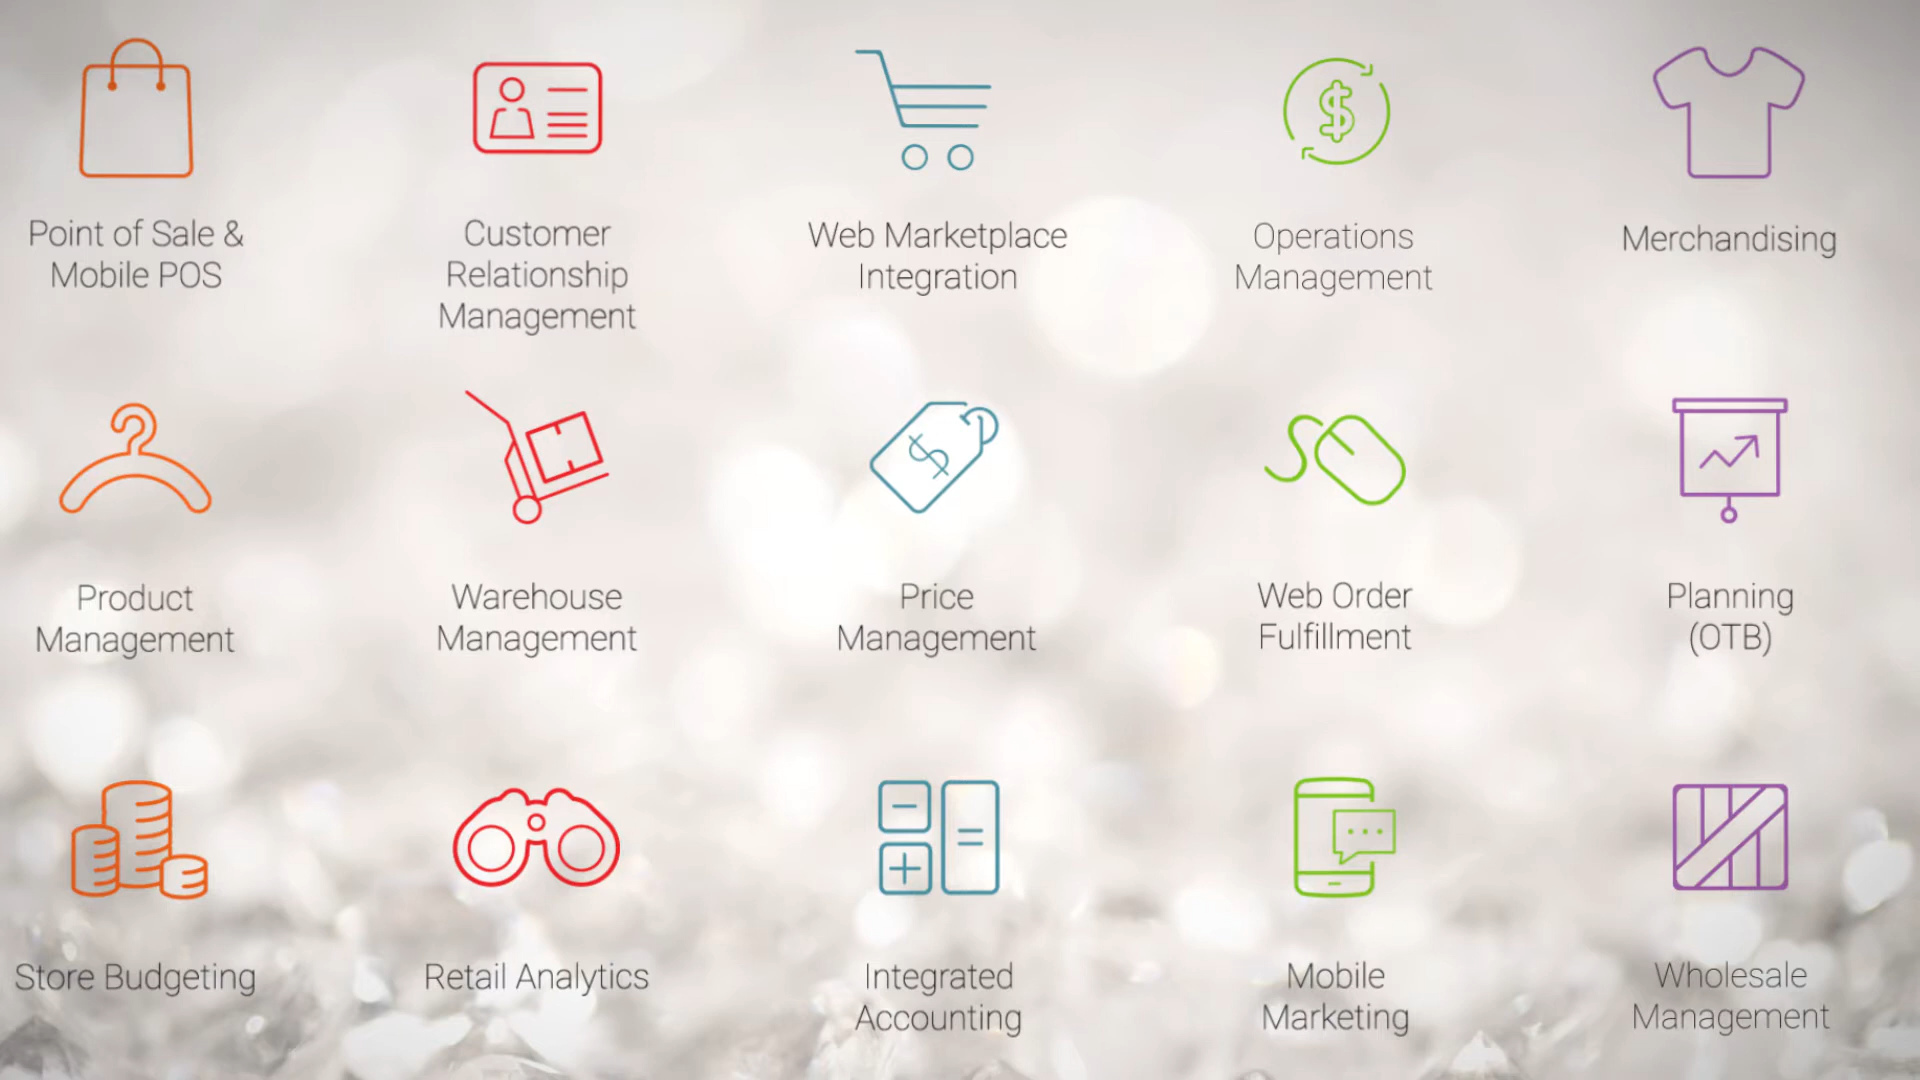 Point of Sale &
Mobile POS
Customer
Relationship
Management
Web Marketplace
Integration
Operations
Management
Merchandising
Product
Management
Warehouse
Management
Price
Management
Web Order
Fulfillment
Planning
(OTB)
Store Budgeting
Retail Analytics
Integrated
Accounting
Mobile
Marketing
Wholesale
Management